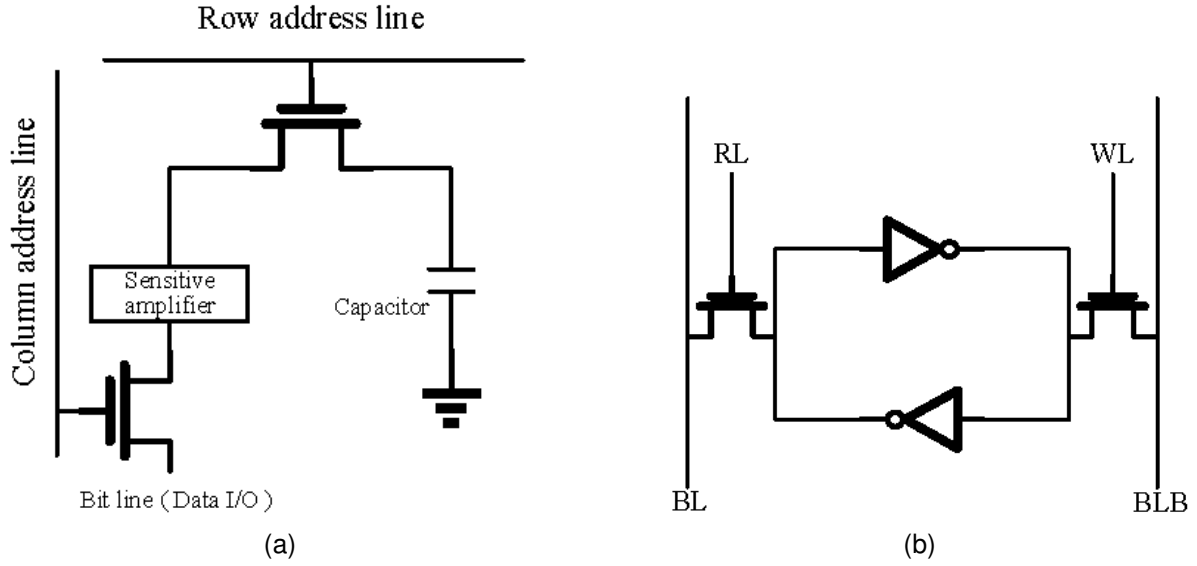 Row address line
Column address line
Sensitive
amplifier
Capacitor
Bit line (Data I/O)
(a)
RL
WL
BL
BLB
(b)